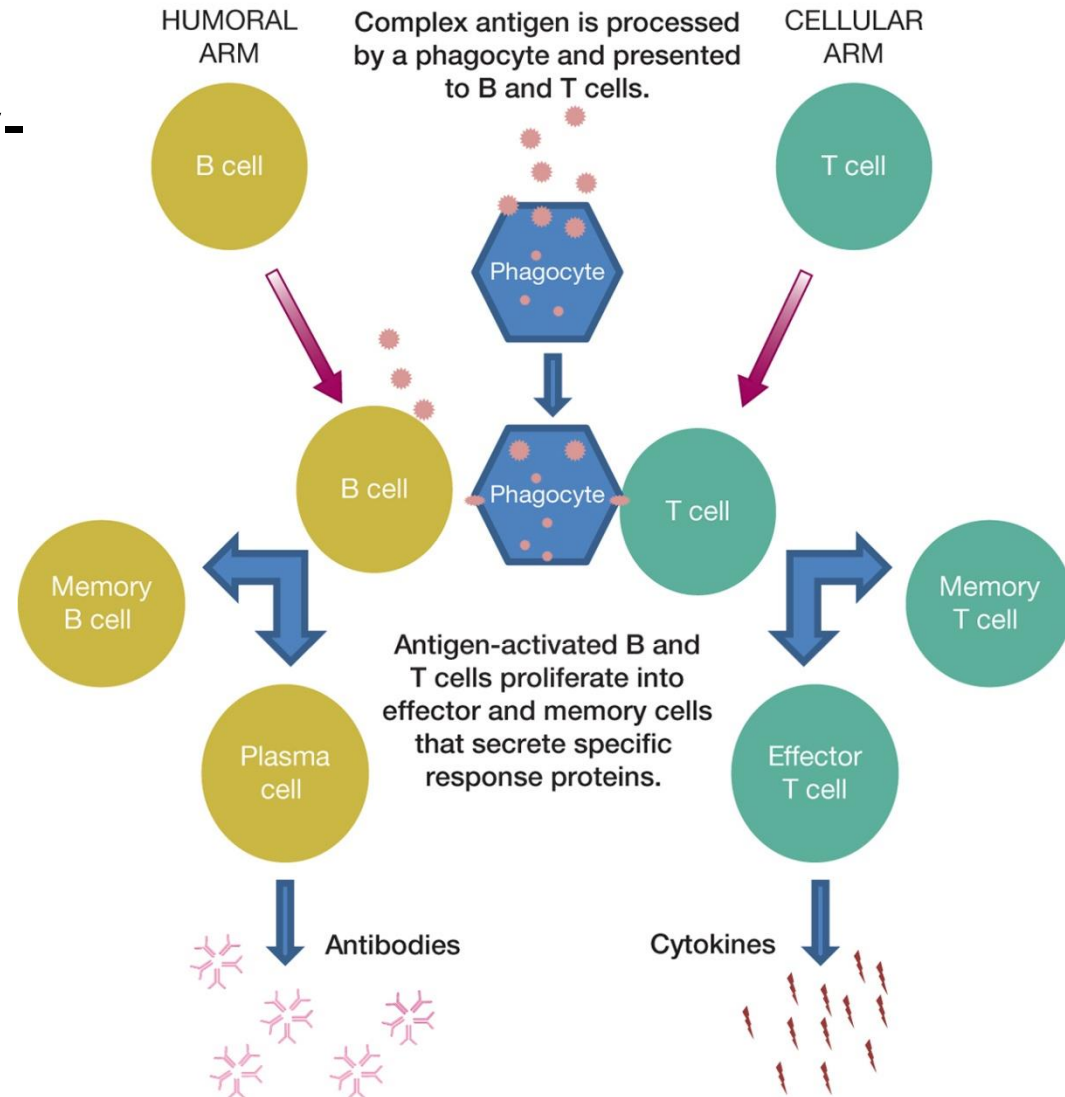 HUMORAL
ARM
Complex antigen is processed
by a phagocyte and presented
to B and T cells.
CELLULAR
ARM
B cell
T cell
Phagocyte
B cell
Phagocyte
T cell
Memory
B cell
Memory
T cell
Antigen-activated B and
T cells proliferate into
effector and memory cells
that secrete specific
response proteins.
Plasma
cell
Effector
T cell
Antibodies
Cytokines